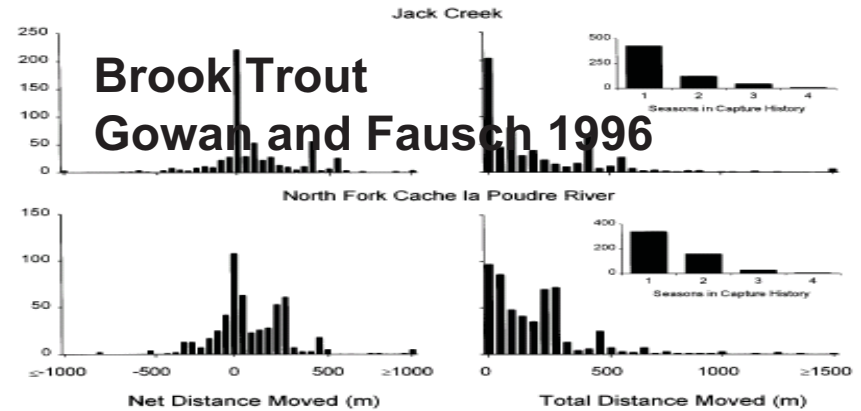 Jack Creek
250
200
150
100
50
0
500
250
0
1 2 3 4
Seasons in Capture History
Brook Trout
Gowan and Fausch 1996
North Fork Cache la Poudre River
150
100
50
0
400
200
0
1 2 3 4
Seasons in Capture History
≤-1000 -500 0 500 ≥1000
0 500 1000 ≥1500
Net Distance Moved (m)
Total Distance Moved (m)